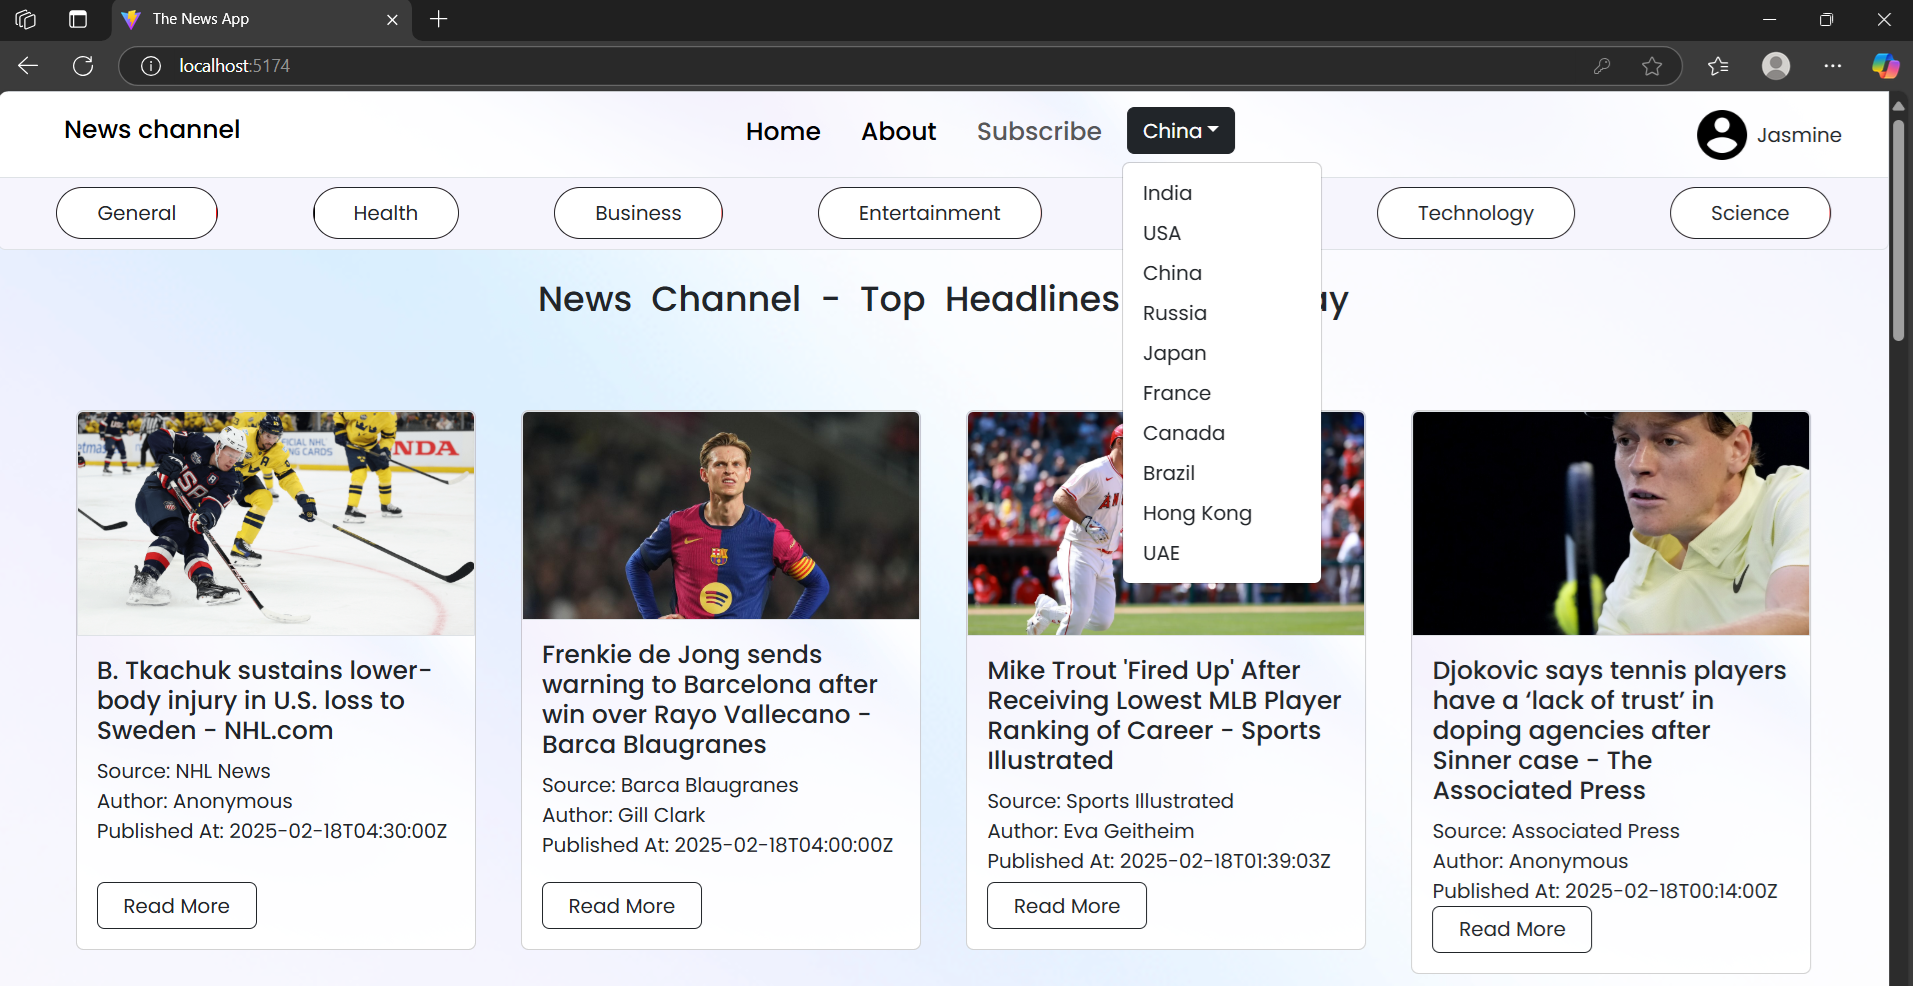 The News App
localhost:5174
News channel
Home
About
Subscribe
China
Jasmine
India
USA
China
Russia
Japan
France
Canada
Brazil
Hong Kong
UAE
General
Health
Business
Entertainment
Technology
Science
News Channel - Top Headlines
ay
NDA
USA
B. Tkachuk sustains lower-
body injury in U.S. loss to
Sweden - NHL.com
Source: NHL News
Author: Anonymous
Published At: 2025-02-18T04:30:00Z
Read More
Frenkie de Jong sends
warning to Barcelona after
win over Rayo Vallecano -
Barca Blaugranes
Source: Barca Blaugranes
Author: Gill Clark
Published At: 2025-02-18T04:00:00Z
Read More
Mike Trout 'Fired Up' After
Receiving Lowest MLB Player
Ranking of Career - Sports
Illustrated
Source: Sports Illustrated
Author: Eva Geitheim
Published At: 2025-02-18T01:39:03Z
Read More
Djokovic says tennis players
have a ‘lack of trust’ in
doping agencies after
Sinner case - The
Associated Press
Source: Associated Press
Author: Anonymous
Published At: 2025-02-18T00:14:00Z
Read More